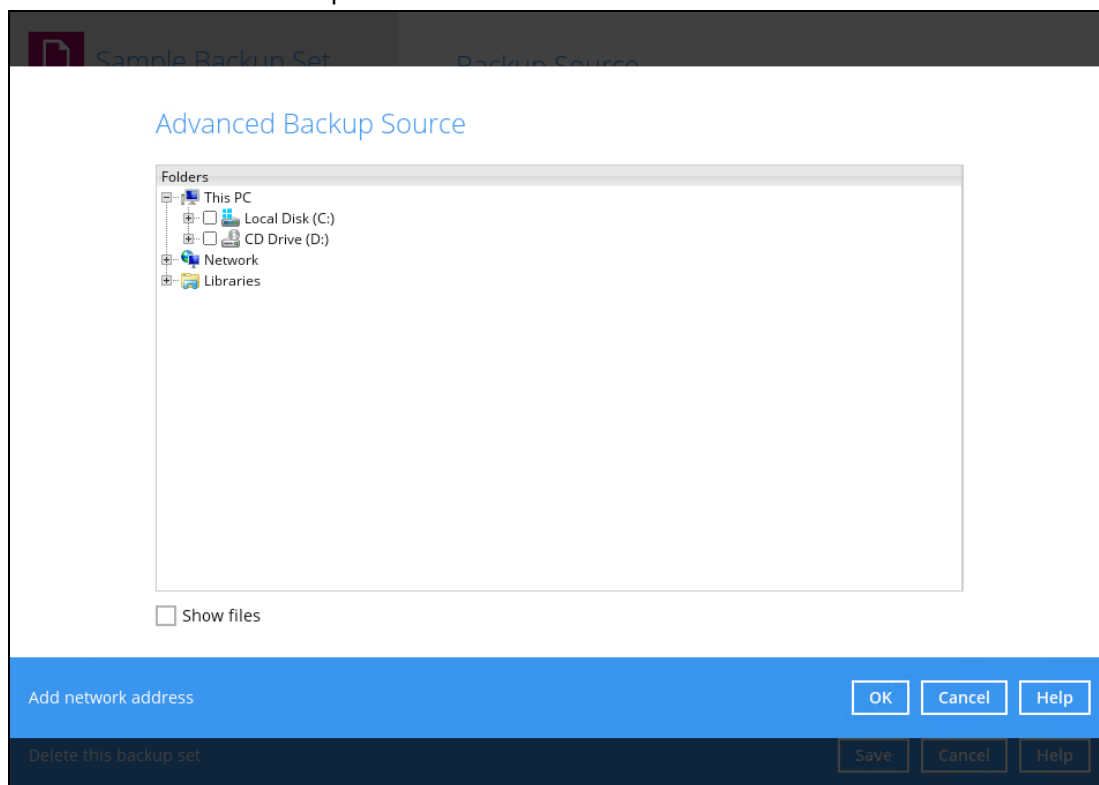 Sample Backup Set
Backup Source
Advanced Backup Source
Folders
This PC
Local Disk (C:)
CD Drive (D:)
Network
Libraries
Show files
Add network address
OK Cancel Help
Delete this backup set
Save Cancel Help